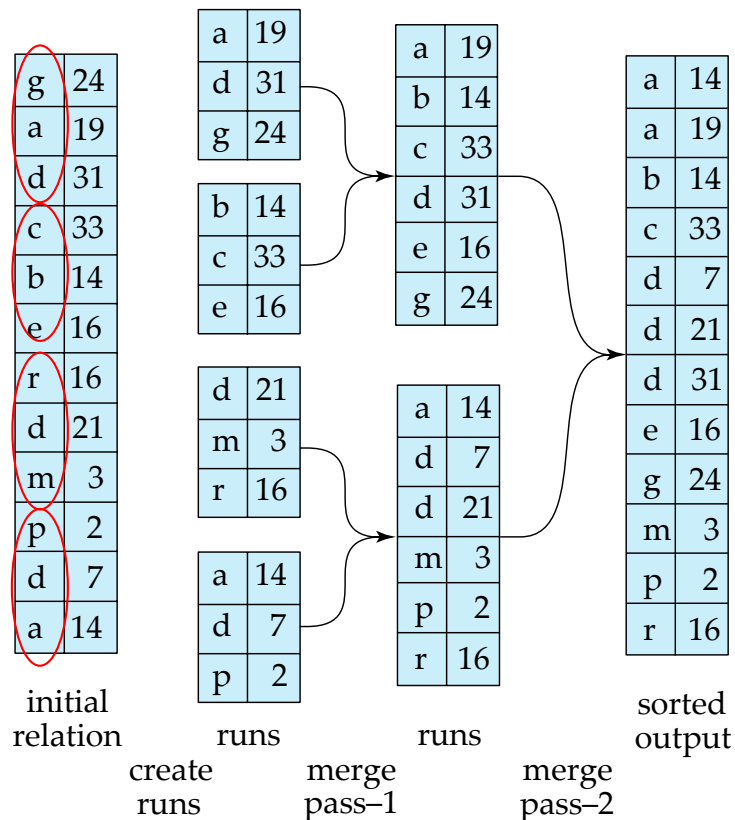 g 24
a 19
d 31
c 33
b 14
e 16
r 16
d 21
m 3
p 2
d 7
a 14
initial
relation
a 19
d 31
g 24
b 14
c 33
e 16
d 21
m 3
r 16
a 14
d 7
p 2
runs
a 19
b 14
c 33
d 31
e 16
g 24
a 14
d 7
d 21
m 3
p 2
r 16
runs
a 14
a 19
b 14
c 33
d 7
d 21
d 31
e 16
g 24
m 3
p 2
r 16
sorted
output
create
runs
merge
pass–1
merge
pass–2